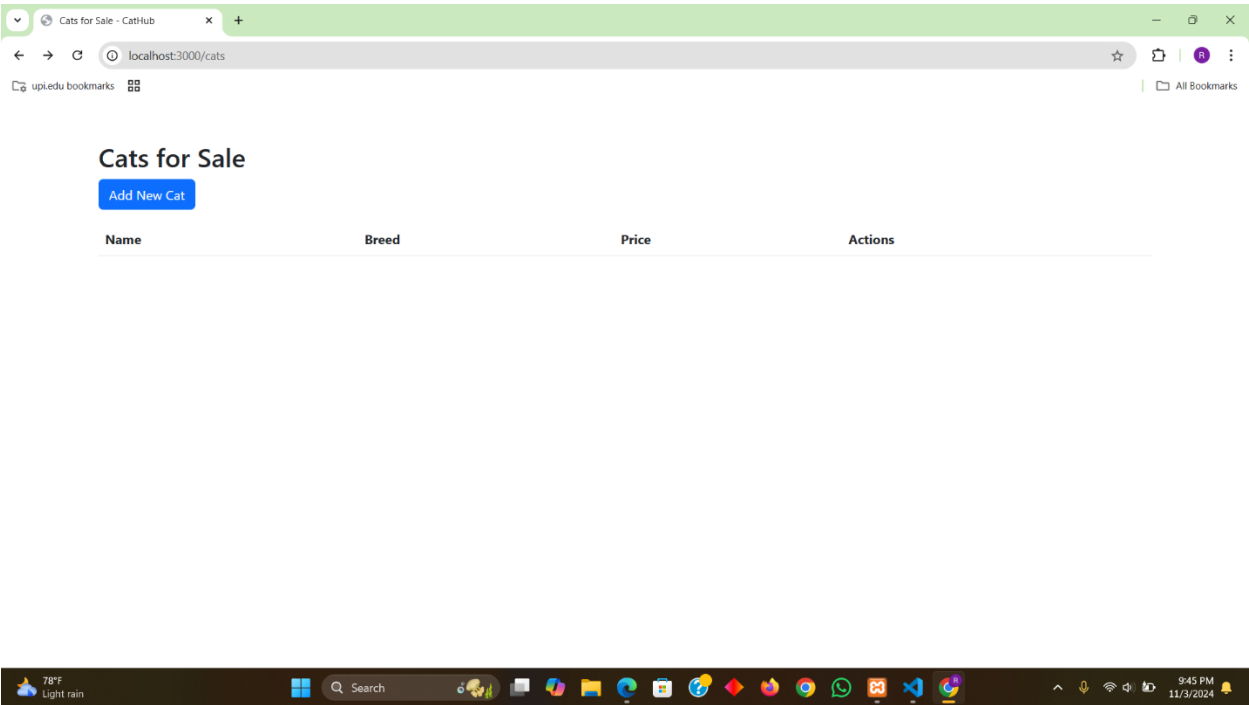 Cats for Sale - CatHub
localhost:3000/cats
R
upi.edu bookmarks
All Bookmarks
Cats for Sale
Add New Cat
Name Breed Price Actions
78°F
Light rain
Search
R
9:45 PM
11/3/2024